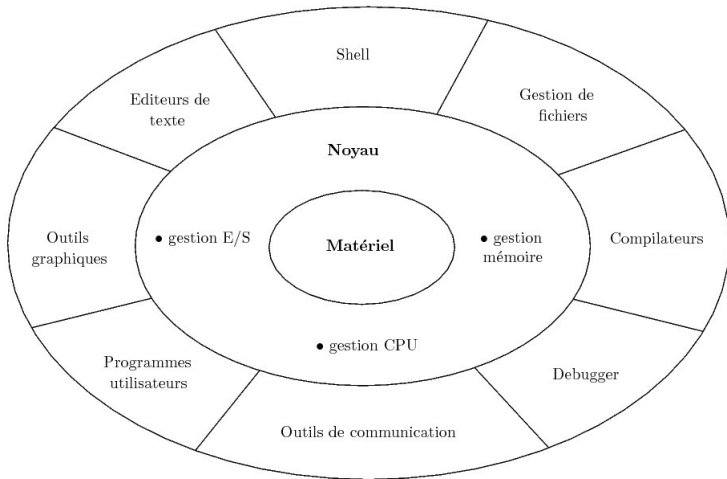 Shell
Editeurs de
texte
Gestion de
fichiers
Noyau
Outils
graphiques
• gestion E/S
Matériel
• gestion
mémoire
Compilateurs
• gestion CPU
Programmes
utilisateurs
Debugger
Outils de communication